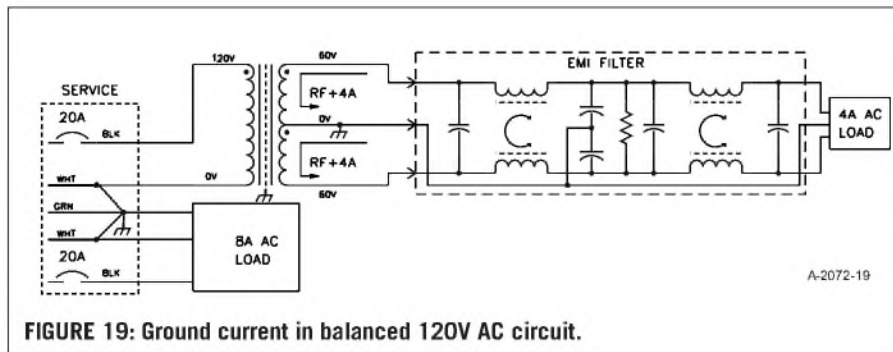 SERVICE
20A
BLK
WHT
GRN
WHT
20A
BLK
120V
0V
8A AC
LOAD
60V
RF+4A
0V
RF+4A
60V
EMI FILTER
4A AC
LOAD
A-2072-19
FIGURE 19: Ground current in balanced 120V AC circuit.